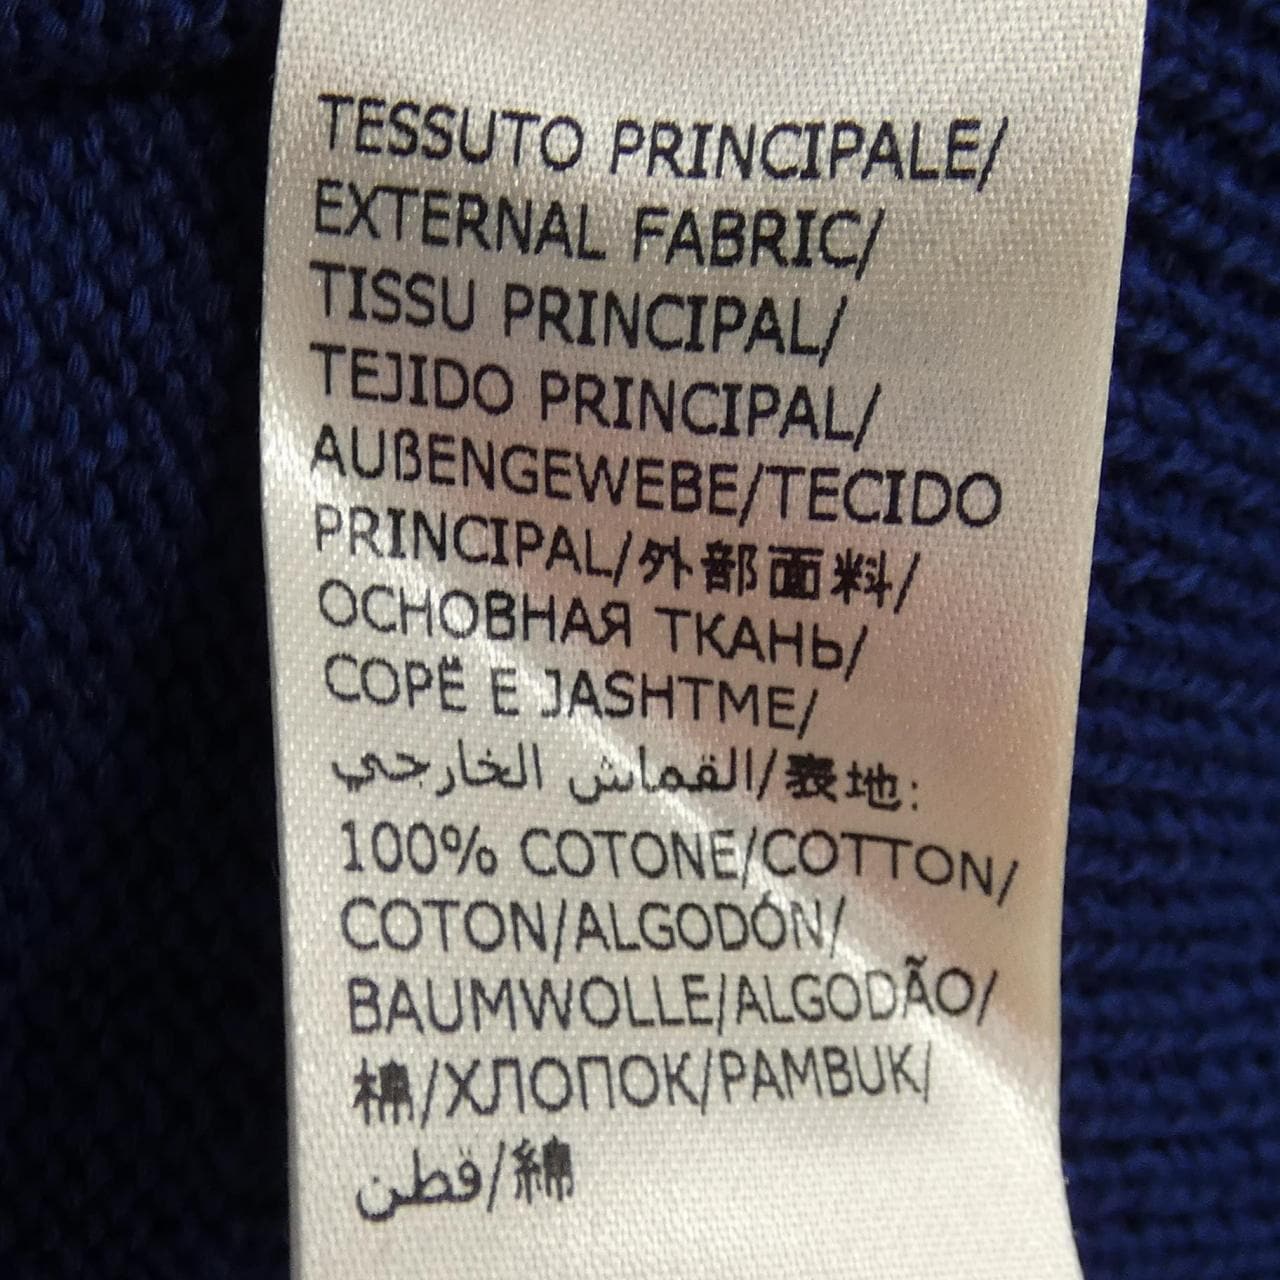 TESSUTO PRINCIPALE/
EXTERNAL FABRIC/
TISSU PRINCIPAL/
TEJIDO PRINCIPAL/
AUßENGEWEBE/TECIDO
PRINCIPAL/外部面料/
ОСНОВНАЯ ТКАНЬ/
COPË E JASHTME/
القماش الخارجي/表地:
100% COTONE/COTTON/
COTON/ALGODÓN/
BAUMWOLLE/ALGODÃO/
棉/ХЛОПОК/PAMBUK/
قطن/綿